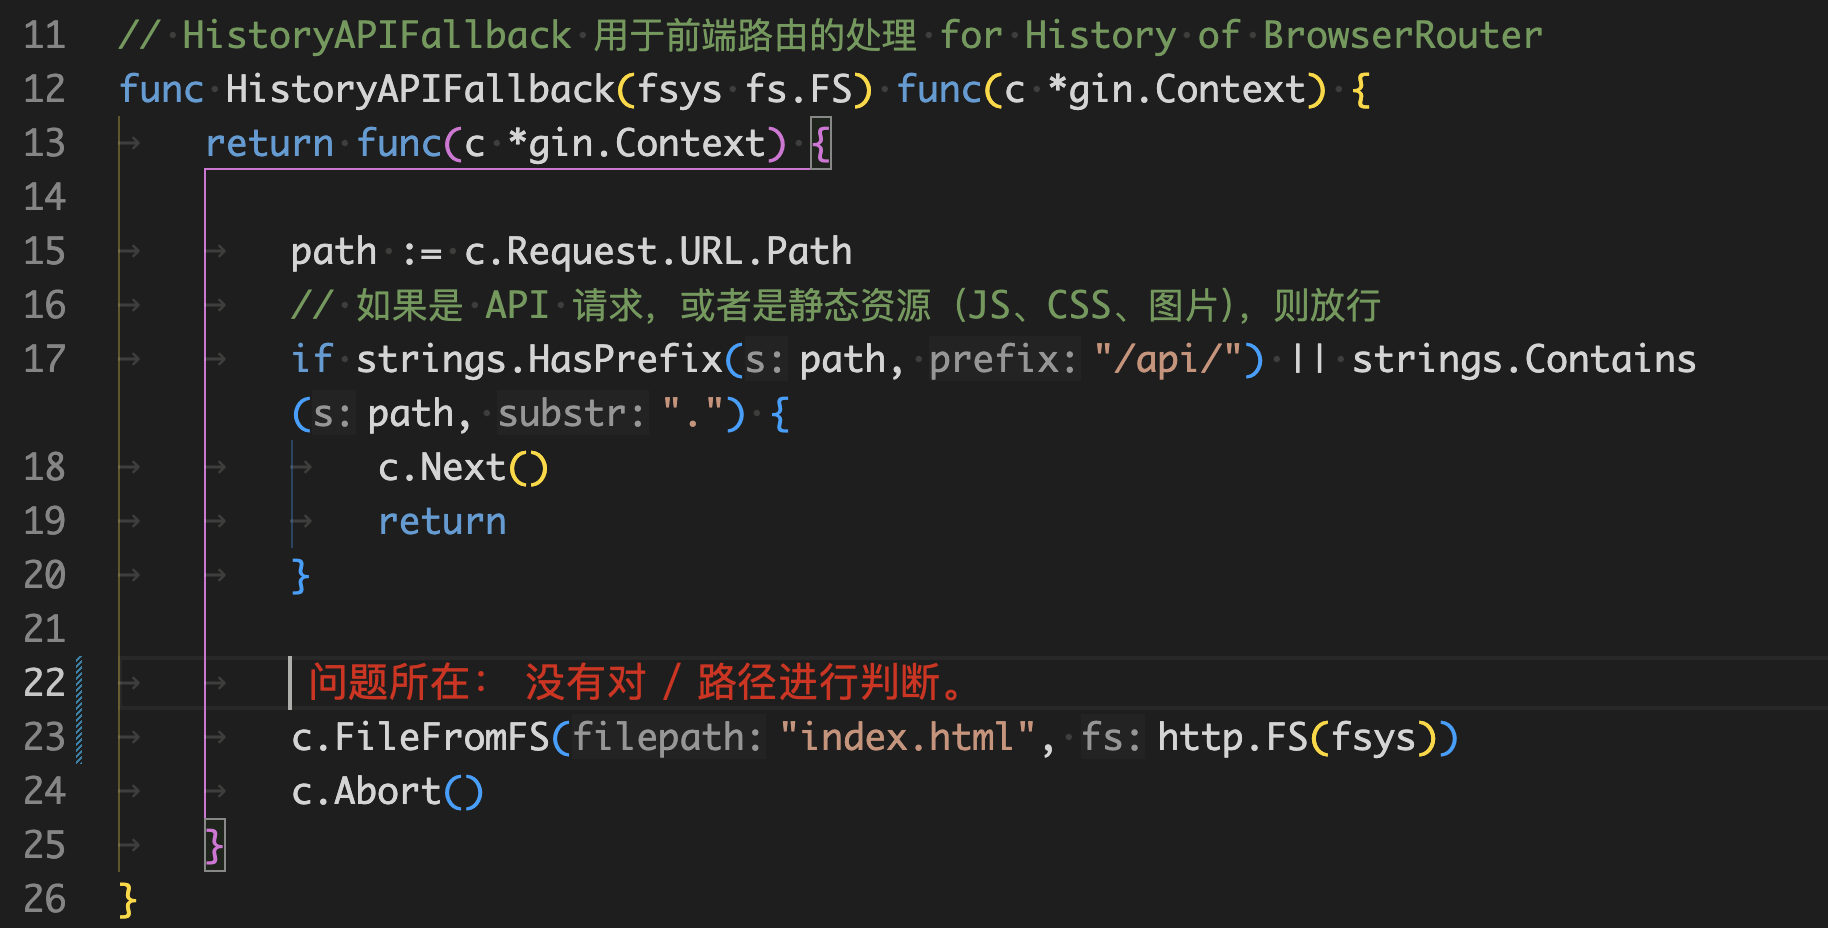 11 // HistoryAPIFallback 用于前端路由的处理 for History of BrowserRouter
12 func HistoryAPIFallback(fsys fs.FS) func(c *gin.Context) {
13 return func(c *gin.Context) {
14
15 path := c.Request.URL.Path
16 // 如果是 API 请求，或者是静态资源（JS、CSS、图片），则放行
17 if strings.HasPrefix(s: path, prefix: "/api/") || strings.Contains
(s: path, substr: ".") {
18 c.Next()
19 return
20 }
21
22 问题所在： 没有对 / 路径进行判断。
23 c.FileFromFS(filepath: "index.html", fs: http.FS(fsys))
24 c.Abort()
25 }
26 }